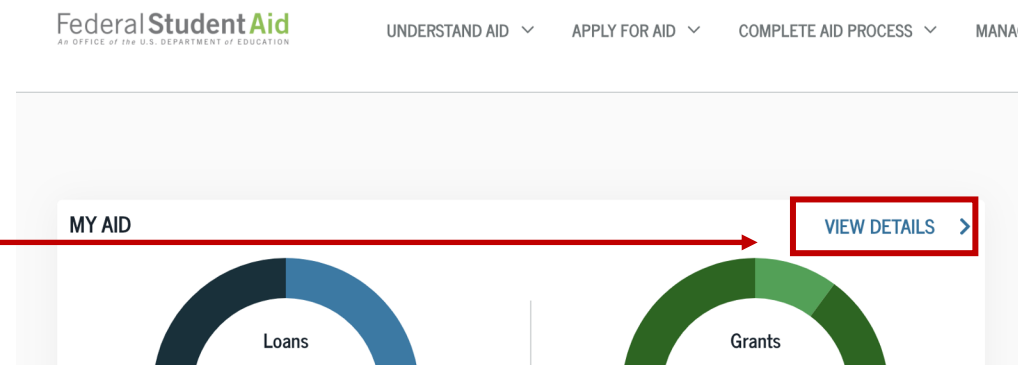 Federal Student Aid
An OFFICE of the U.S. DEPARTMENT of EDUCATION
UNDERSTAND AID
APPLY FOR AID
COMPLETE AID PROCESS
MY AID
VIEW DETAILS
Loans
Grants